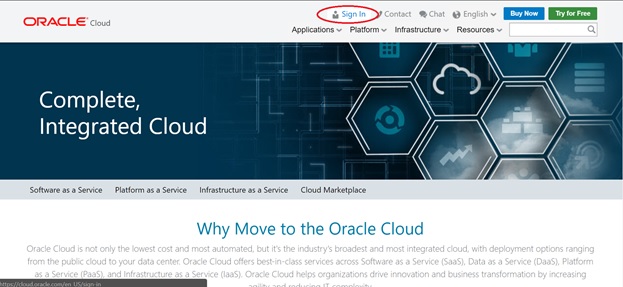 Sign In Contact Chat English Buy Now Try for Free
ORACLE Cloud
Applications Platform Infrastructure Resources
Complete,
Integrated Cloud
Software as a Service Platform as a Service Infrastructure as a Service Cloud Marketplace
Why Move to the Oracle Cloud
Oracle Cloud is not only the lowest cost and most automated, but it's the industry's broadest and most integrated cloud, with deployment options ranging
from the public cloud to your data center. Oracle Cloud offers best-in-class services across Software as a Service (SaaS), Data as a Service (DaaS), Platform
as a Service (PaaS), and Infrastructure as a Service (IaaS). Oracle Cloud helps organizations drive innovation and business transformation by increasing
https://cloud.oracle.com/en_US/sign-in
agility and reducing IT complexity.